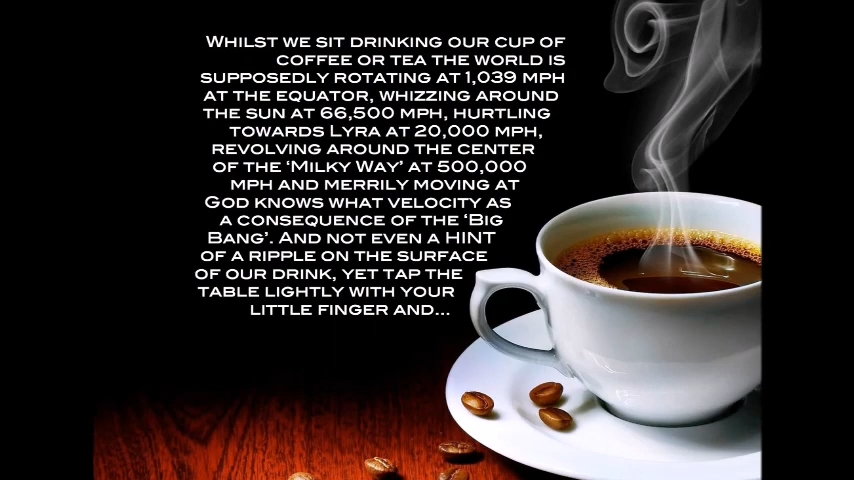 Whilst we sit drinking our cup of
coffee or tea the world is
supposedly rotating at 1,039 mph
at the equator, whizzing around
the sun at 66,500 mph, hurtling
towards Lyra at 20,000 mph,
revolving around the center
of the ‘Milky Way’ at 500,000
mph and merrily moving at
God knows what velocity as
a consequence of the ‘Big
Bang’. And not even a HINT
of a ripple on the surface
of our drink, yet tap the
table lightly with your
little finger and...